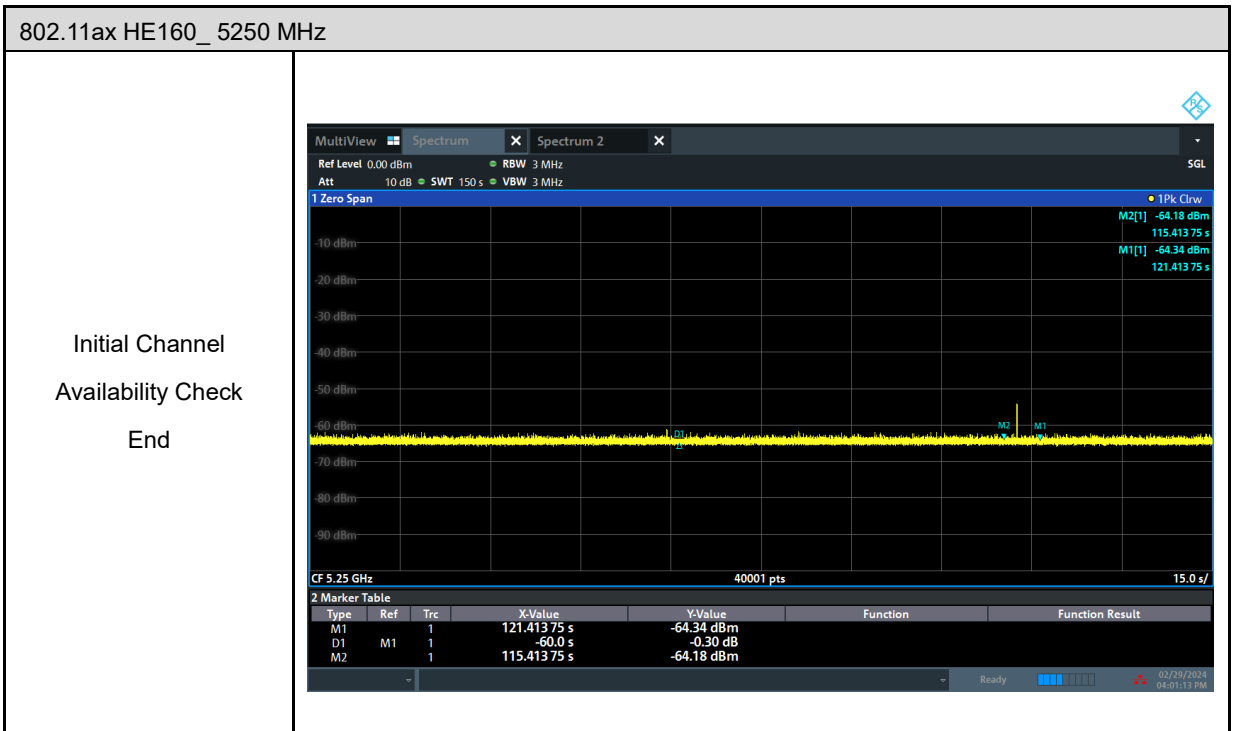 802.11ax HE160_ 5250 MHz
Initial Channel
Availability Check
End
R S
MultiView Spectrum Spectrum 2
Ref Level 0.00 dBm RBW 3 MHz SGL
Att 10 dB SWT 150 s VBW 3 MHz
1 Zero Span 1Pk Clrw
M2[1] -64.18 dBm
115.413 75 s
M1[1] -64.34 dBm
121.413 75 s
-10 dBm
-20 dBm
-30 dBm
-40 dBm
-50 dBm
-60 dBm
D1 M2 M1
-70 dBm
-80 dBm
-90 dBm
CF 5.25 GHz 40001 pts 15.0 s/
2 Marker Table
Type Ref Trc X-Value Y-Value Function Function Result
M1 1 121.413 75 s -64.34 dBm
D1 M1 1 -60.0 s -0.30 dB
M2 1 115.413 75 s -64.18 dBm
Ready 02/29/2024
04:01:13 PM